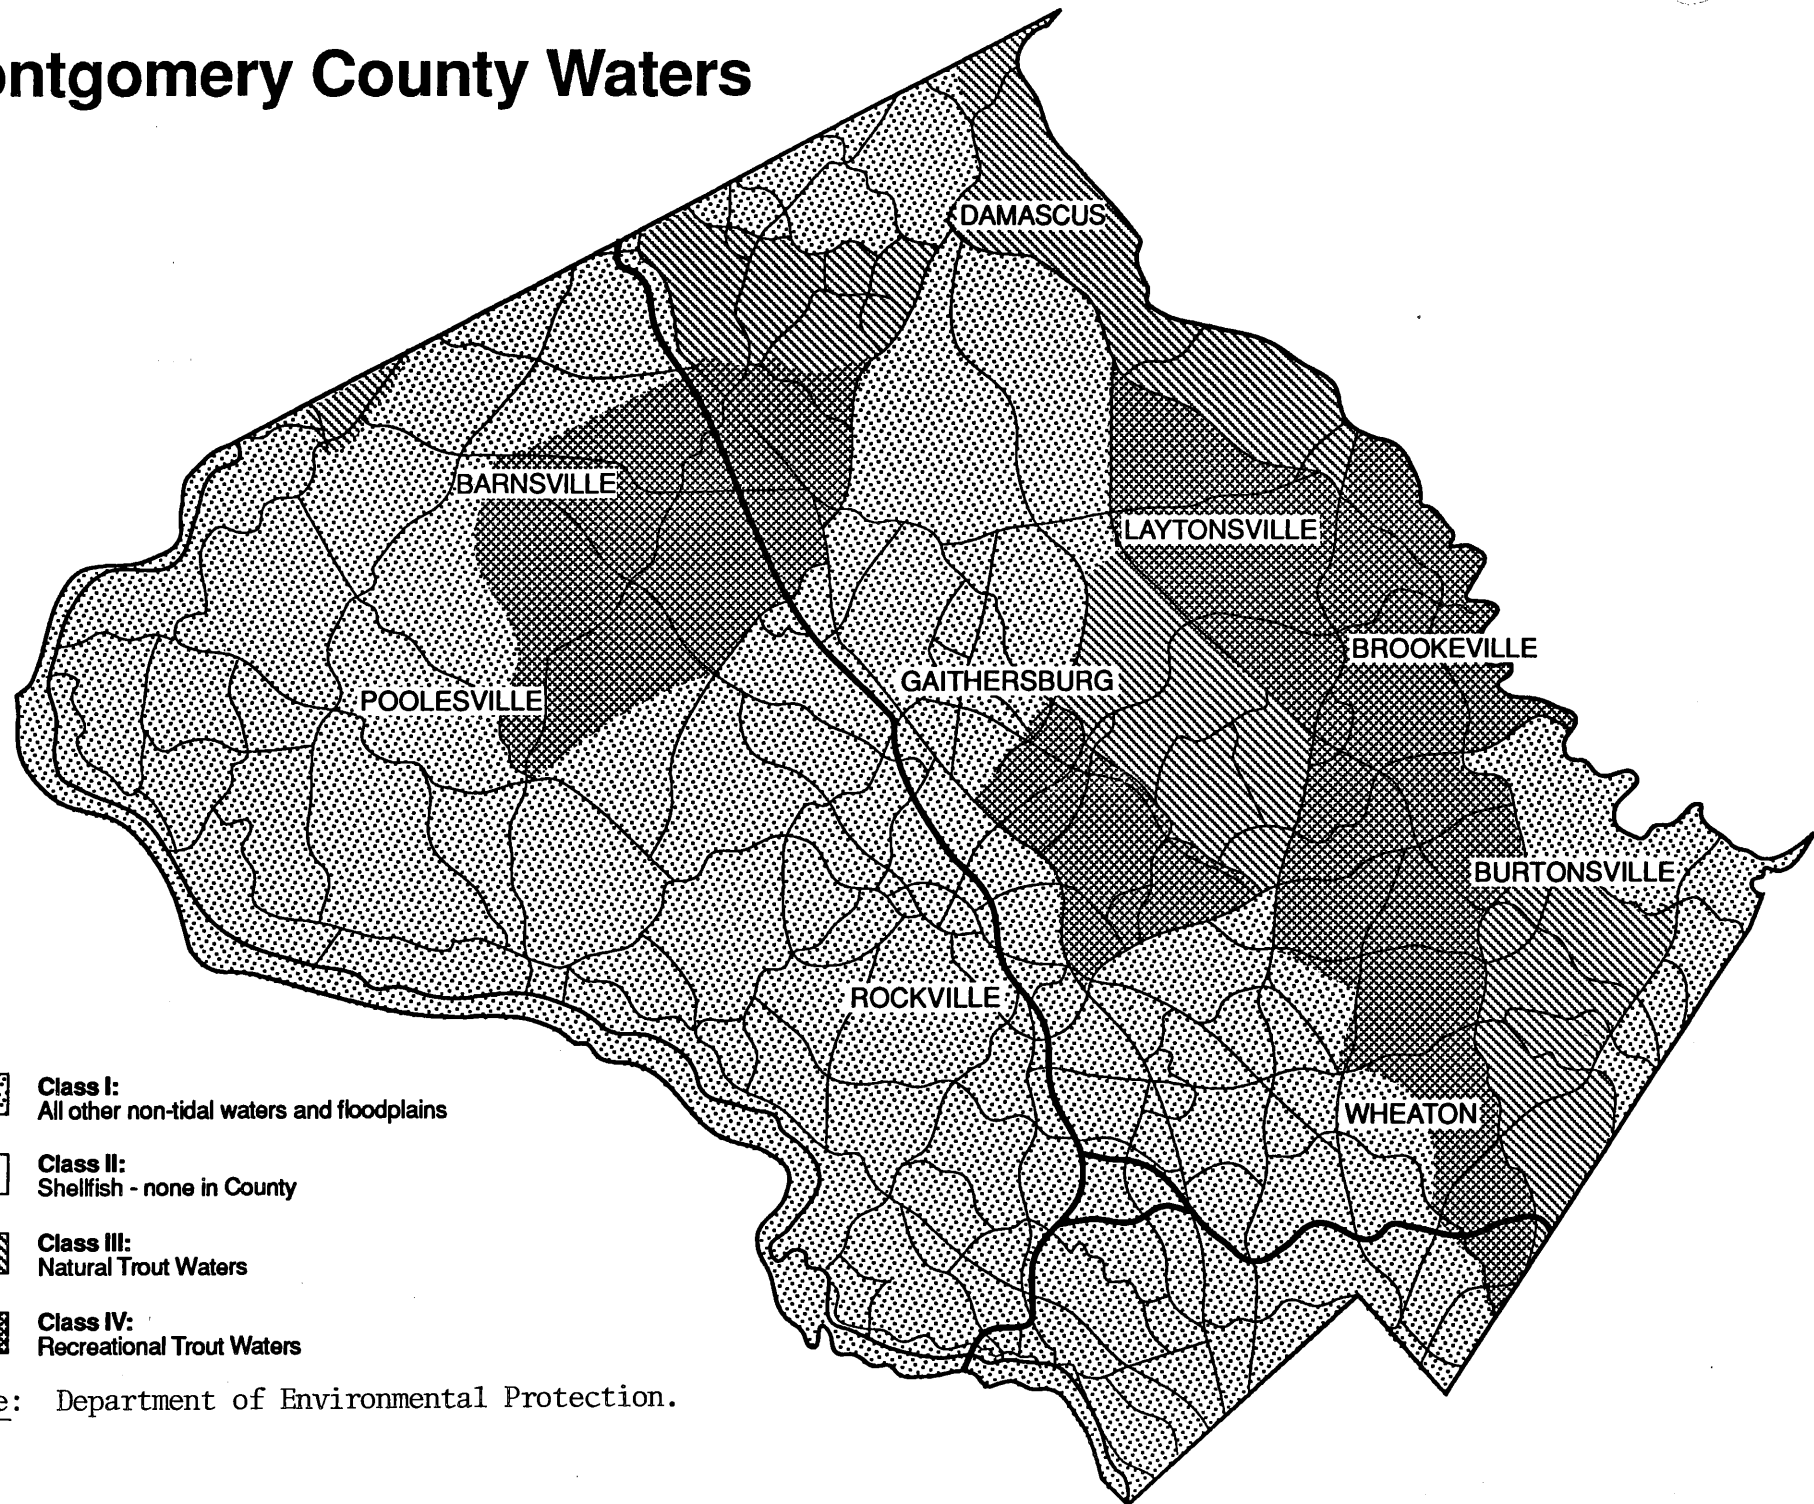 ontgomery County Waters
DAMASCUS
BARNSVILLE
LAYTONSVILLE
BROOKEVILLE
GAITHERSBURG
POOLESVILLE
BURTONSVILLE
ROCKVILLE
WHEATON
Class I:
All other non-tidal waters and floodplains
Class II:
Shellfish - none in County
Class III:
Natural Trout Waters
Class IV:
Recreational Trout Waters
e: Department of Environmental Protection.